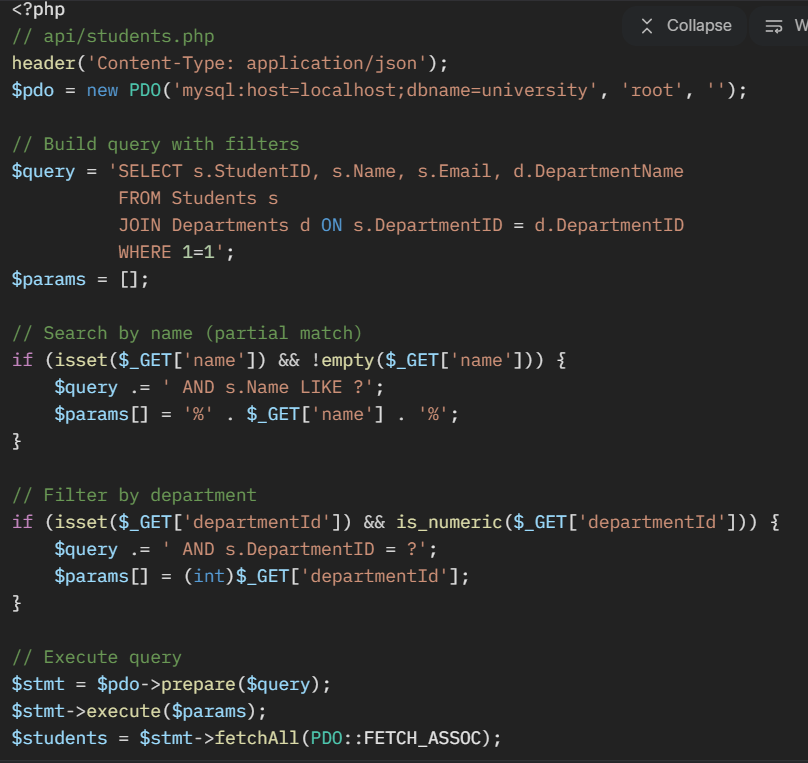 <?php
Collapse
W
// api/students.php
header('Content-Type: application/json');
$pdo = new PDO('mysql:host=localhost;dbname=university', 'root', '');
// Build query with filters
$query = 'SELECT s.StudentID, s.Name, s.Email, d.DepartmentName
FROM Students s
JOIN Departments d ON s.DepartmentID = d.DepartmentID
WHERE 1=1';
$params = [];
// Search by name (partial match)
if (isset($_GET['name']) && !empty($_GET['name'])) {
$query .= ' AND s.Name LIKE ?';
$params[] = '%' . $_GET['name'] . '%';
}
// Filter by department
if (isset($_GET['departmentId']) && is_numeric($_GET['departmentId'])) {
$query .= ' AND s.DepartmentID = ?';
$params[] = (int)$_GET['departmentId'];
}
// Execute query
$stmt = $pdo->prepare($query);
$stmt->execute($params);
$students = $stmt->fetchAll(PDO::FETCH_ASSOC);